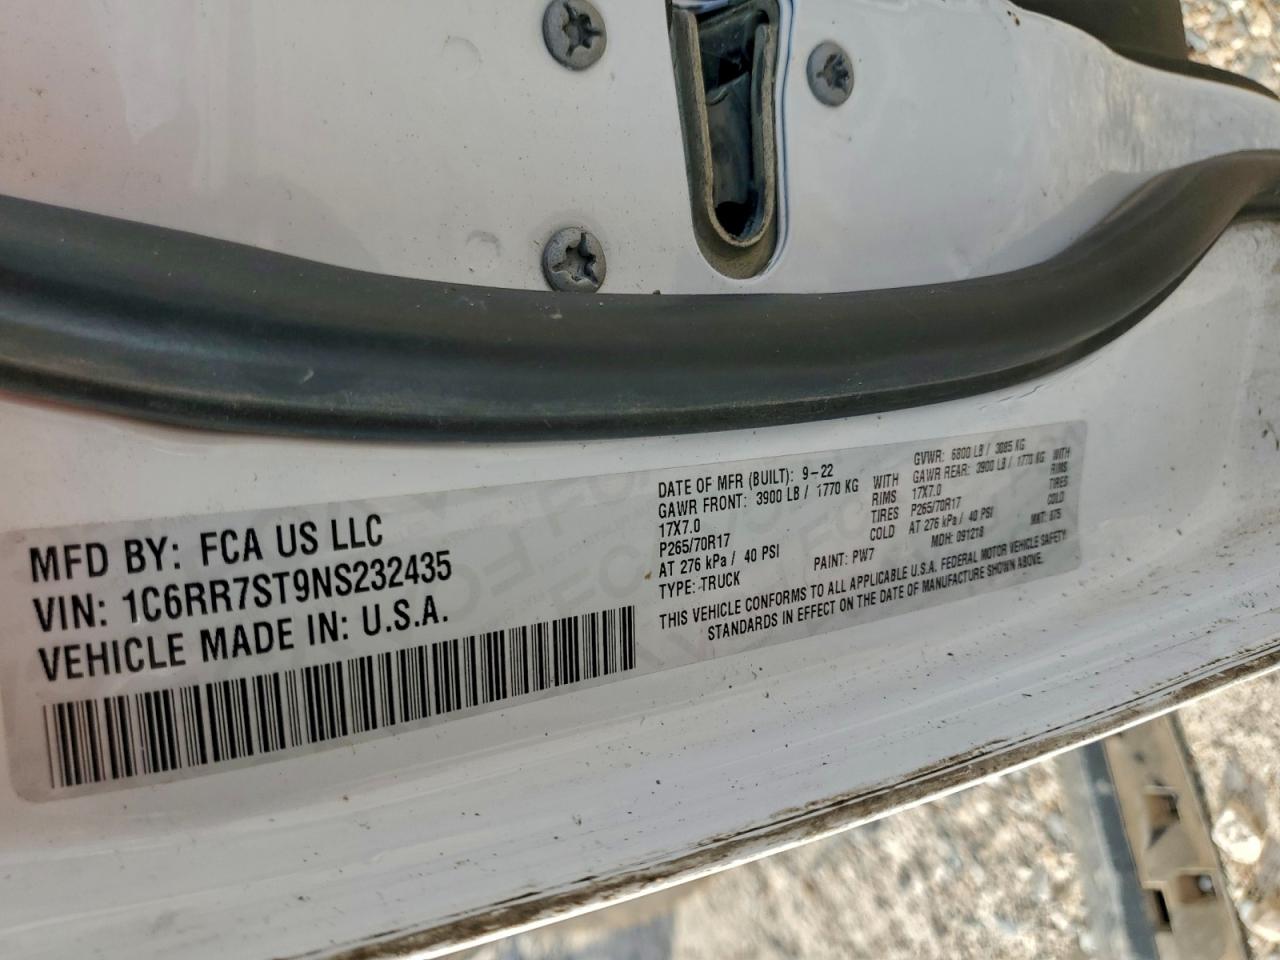 MFD BY: FCA US LLC
VIN: 1C6RR7ST9NS232435
VEHICLE MADE IN: U.S.A.
DATE OF MFR (BUILT): 9-22 GVWR: 6800 LB / 3085 KG
GAWR FRONT: 3900 LB / 1770 KG WITH GAWR REAR: 3900 LB / 1770 KG WITH
17X7.0 RIMS 17X7.0 RIMS
P265/70R17 TIRES P265/70R17 TIRES
AT 276 kPa / 40 PSI COLD AT 276 kPa / 40 PSI COLD
TYPE: TRUCK PAINT: PW7 MDH: 091218
THIS VEHICLE CONFORMS TO ALL APPLICABLE U.S.A. FEDERAL MOTOR VEHICLE SAFETY
STANDARDS IN EFFECT ON THE DATE OF MANUFACTURE SHOWN ABOVE.